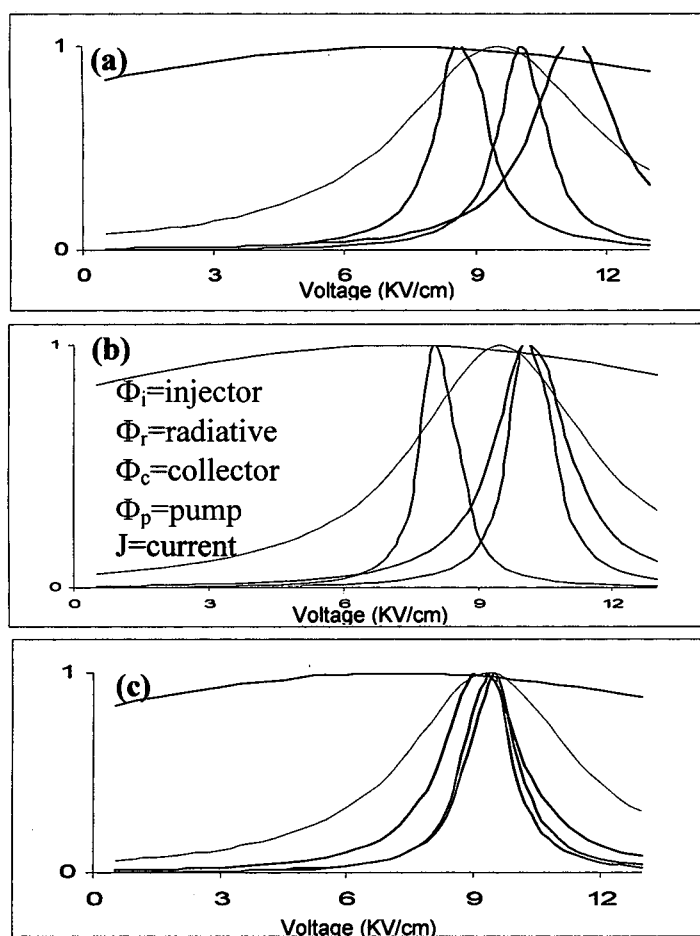 1
(a)
0
0 3 6 9 12
Voltage (KV/cm)
1
(b)
Φi=injector
Φr=radiative
Φc=collector
Φp=pump
J=current
0
0 3 6 9 12
Voltage (KV/cm)
1
(c)
0
0 3 6 9 12
Voltage (KV/cm)